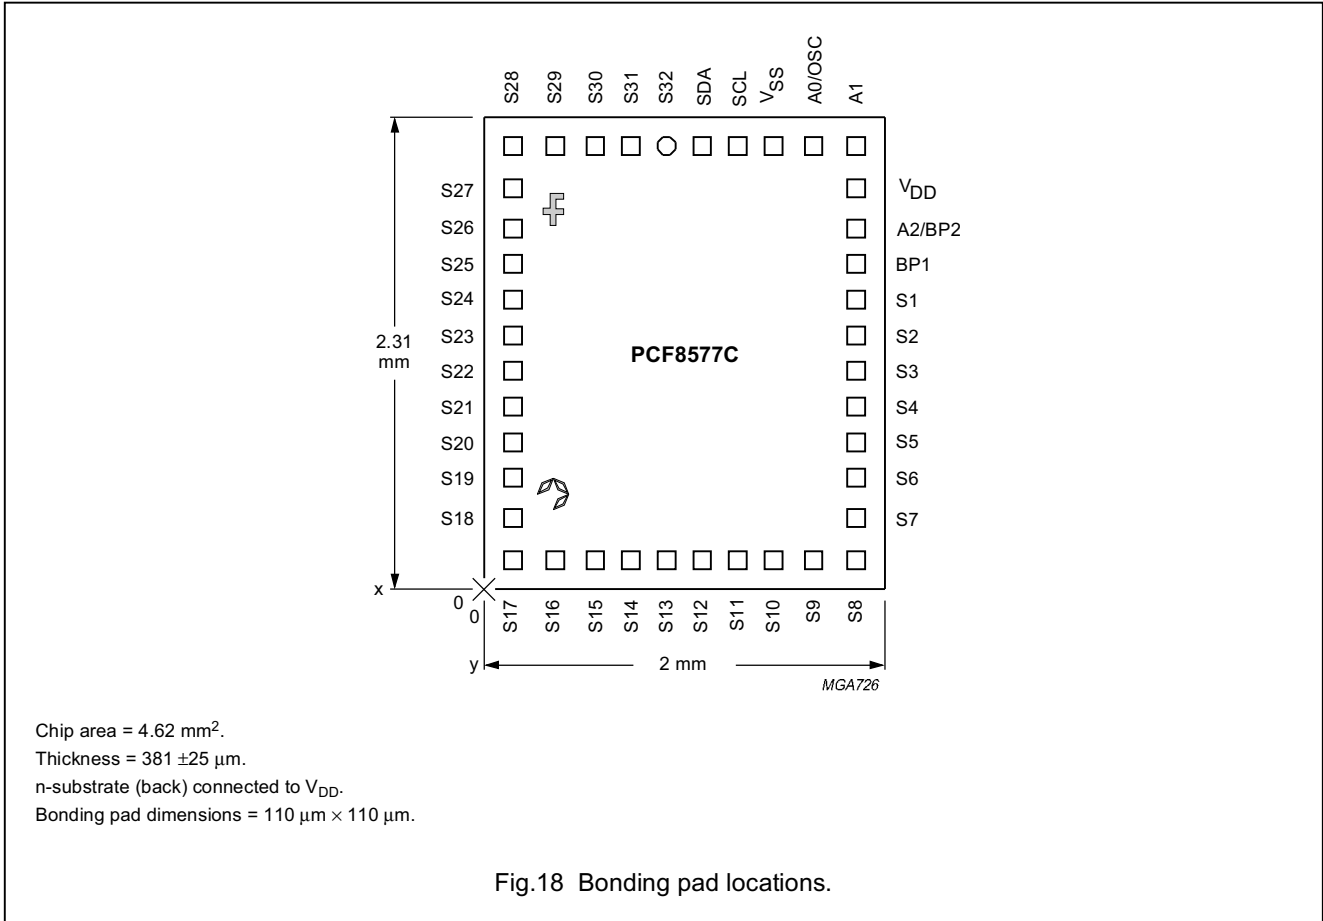 S28 S29 S30 S31 S32 SDA SCL VSS A0/OSC A1
S27 VDD
S26 A2/BP2
S25 BP1
S24 S1
S23 S2
2.31
mm
PCF8577C
S22 S3
S21 S4
S20 S5
S19 S6
S18 S7
x
0
0
S17 S16 S15 S14 S13 S12 S11 S10 S9 S8
y
2 mm
MGA726
Chip area = 4.62 mm2.
Thickness = 381 ±25 μm.
n-substrate (back) connected to VDD.
Bonding pad dimensions = 110 μm × 110 μm.
Fig.18 Bonding pad locations.